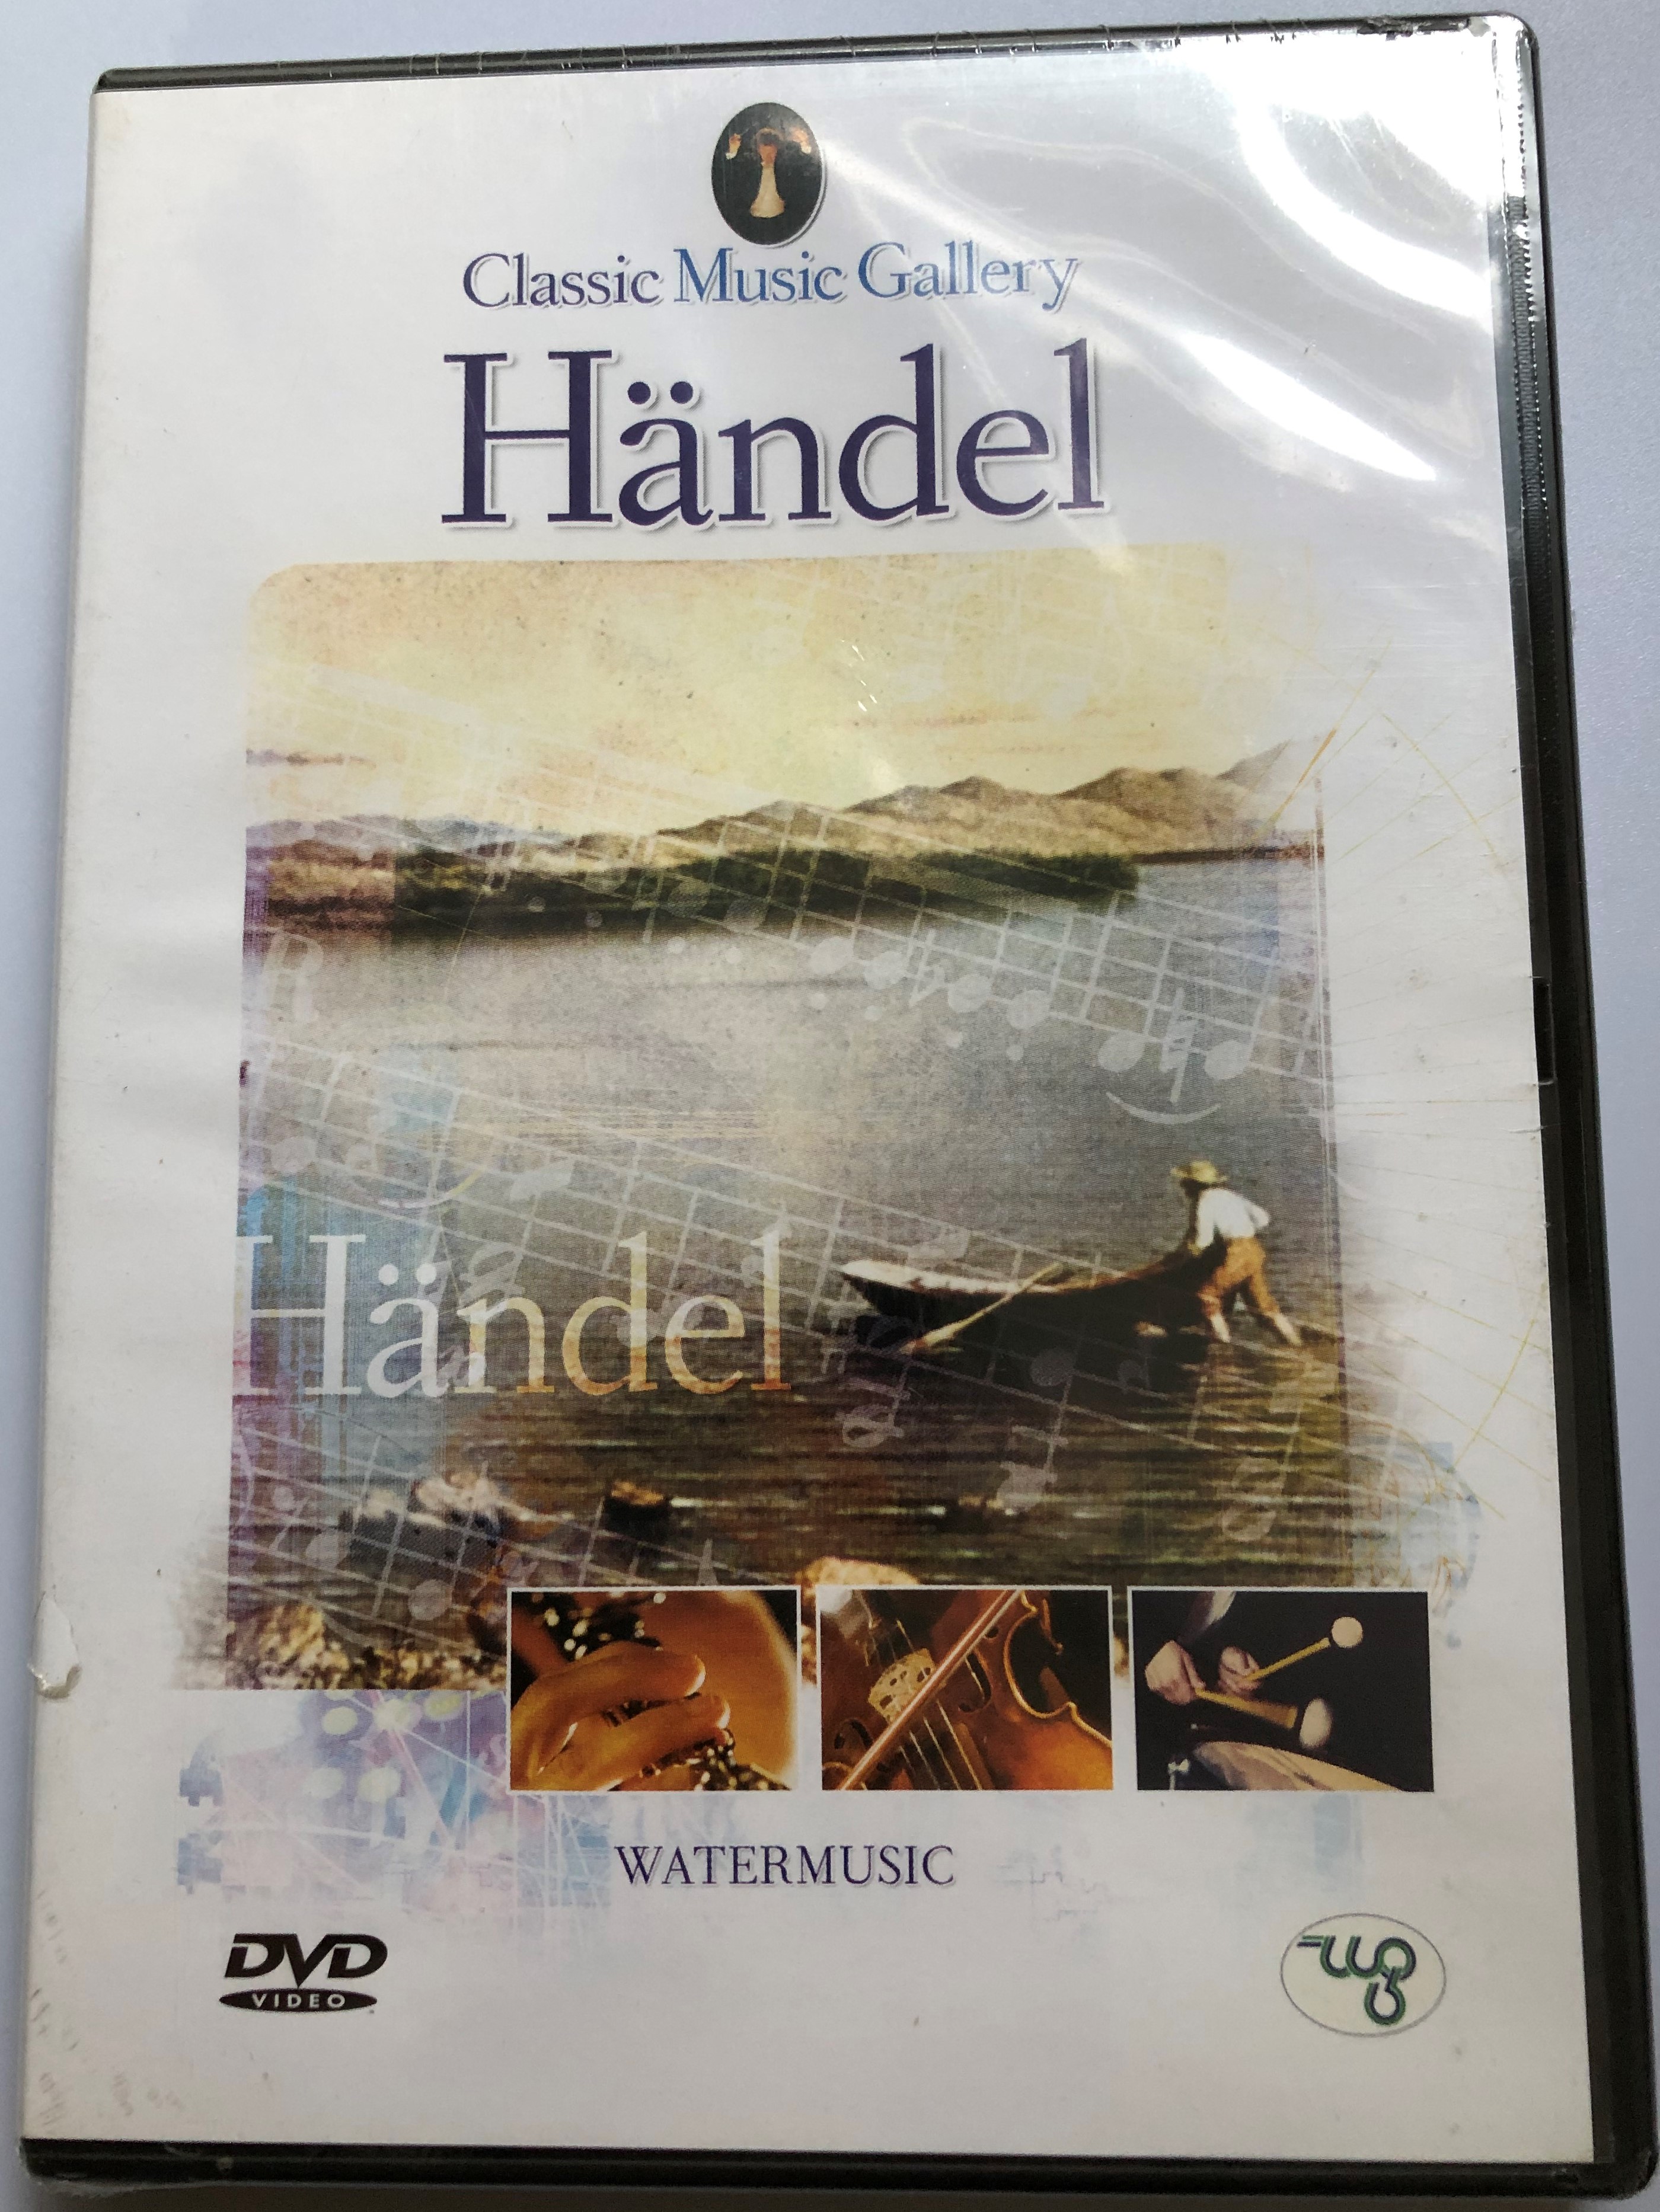 Classic Music Gallery
Händel
Händel
WATERMUSIC
DVD
VIDEO